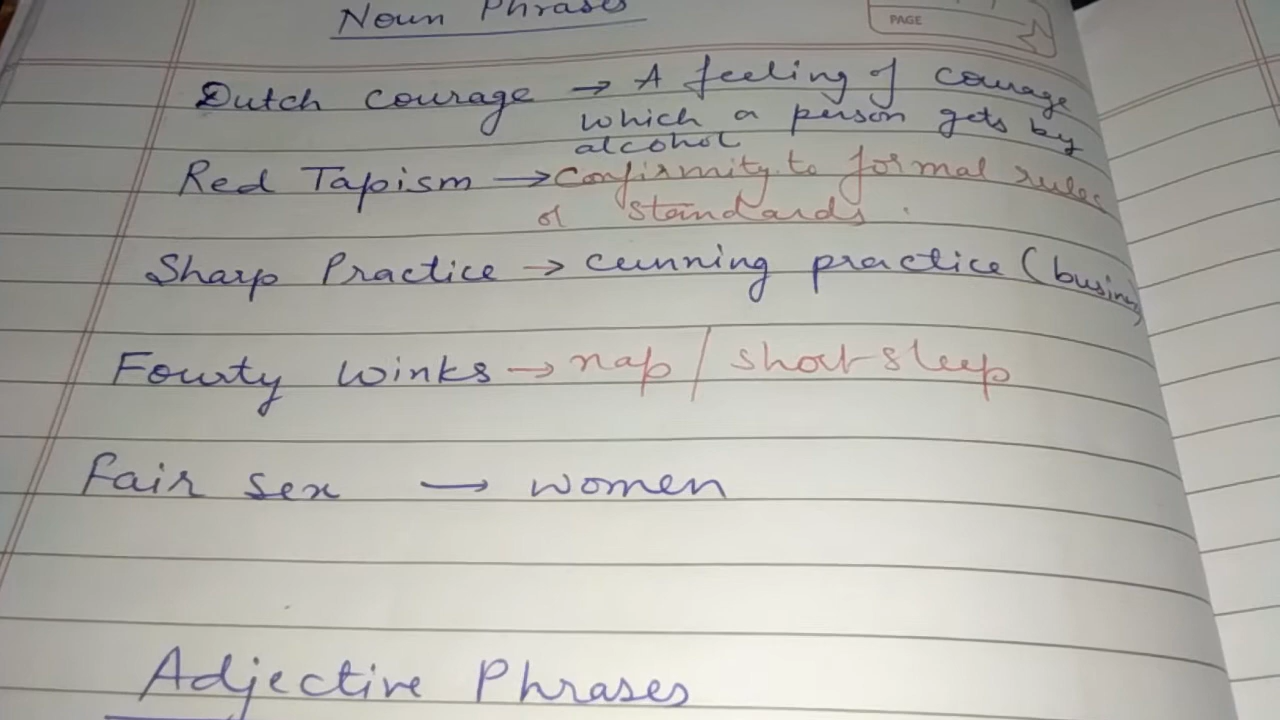 Noun Phrases
PAGE
Dutch courage → A feeling of courage
which a person gets by
alcohol
Red Tapism → Confirmity to formal rules
of standards.
Sharp Practice → cunning practice (busin
Fourty winks → nap / short sleep
Fair sex → women
Adjective Phrases